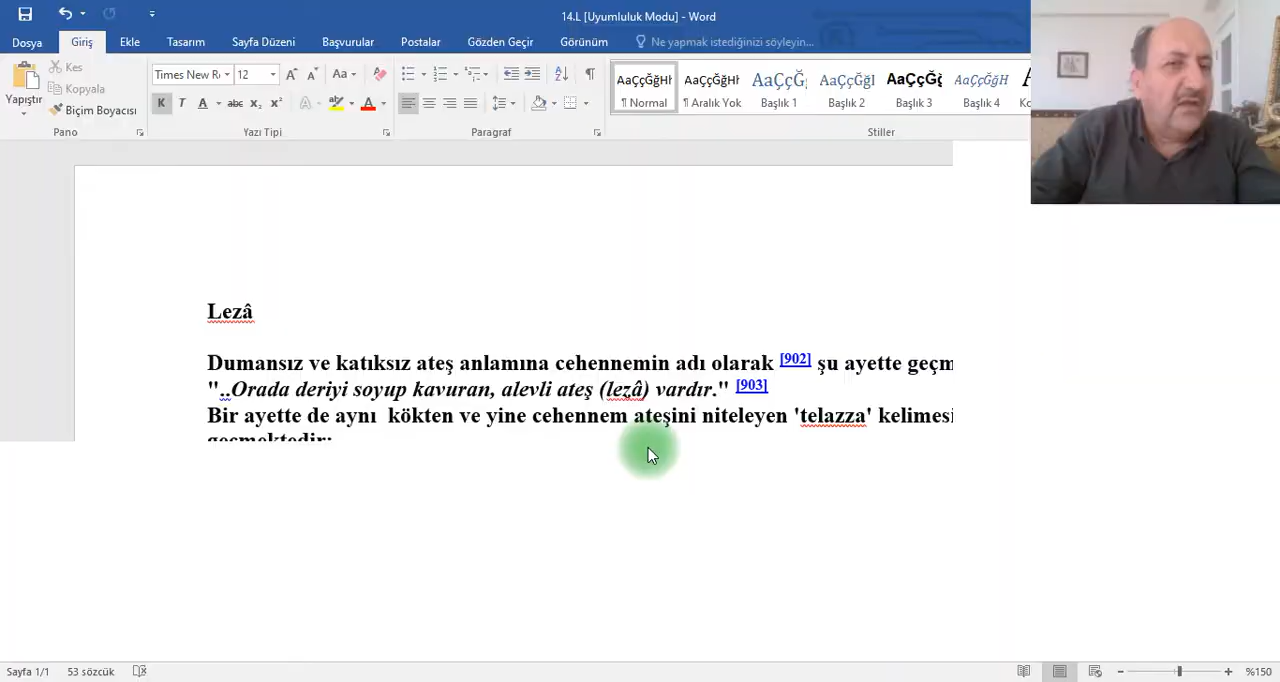 14.L [Uyumluluk Modu] - Word
Dosya Giriş Ekle Tasarım Sayfa Düzeni Başvurular Postalar Gözden Geçir Görünüm Ne yapmak istediğinizi söyleyin...
Yapıştır
Kes
Kopyala
Biçim Boyacısı
Times New R 12
AaÇçĞğHł AaÇçĞğHł AaÇçĞğ AaÇçĞğI AaÇçĞğ AaÇçĞğH
¶ Normal ¶ Aralık Yok Başlık 1 Başlık 2 Başlık 3 Başlık 4
Pano Yazı Tipi Paragraf Stiller
Lezâ
Dumansız ve katıksız ateş anlamına cehennemin adı olarak [902] şu ayette geçm
"..Orada deriyi soyup kavuran, alevli ateş (lezâ) vardır." [903]
Bir ayette de aynı kökten ve yine cehennem ateşini niteleyen 'telazza' kelimesi
geçmektedir:
Sayfa 1/1 53 sözcük %150